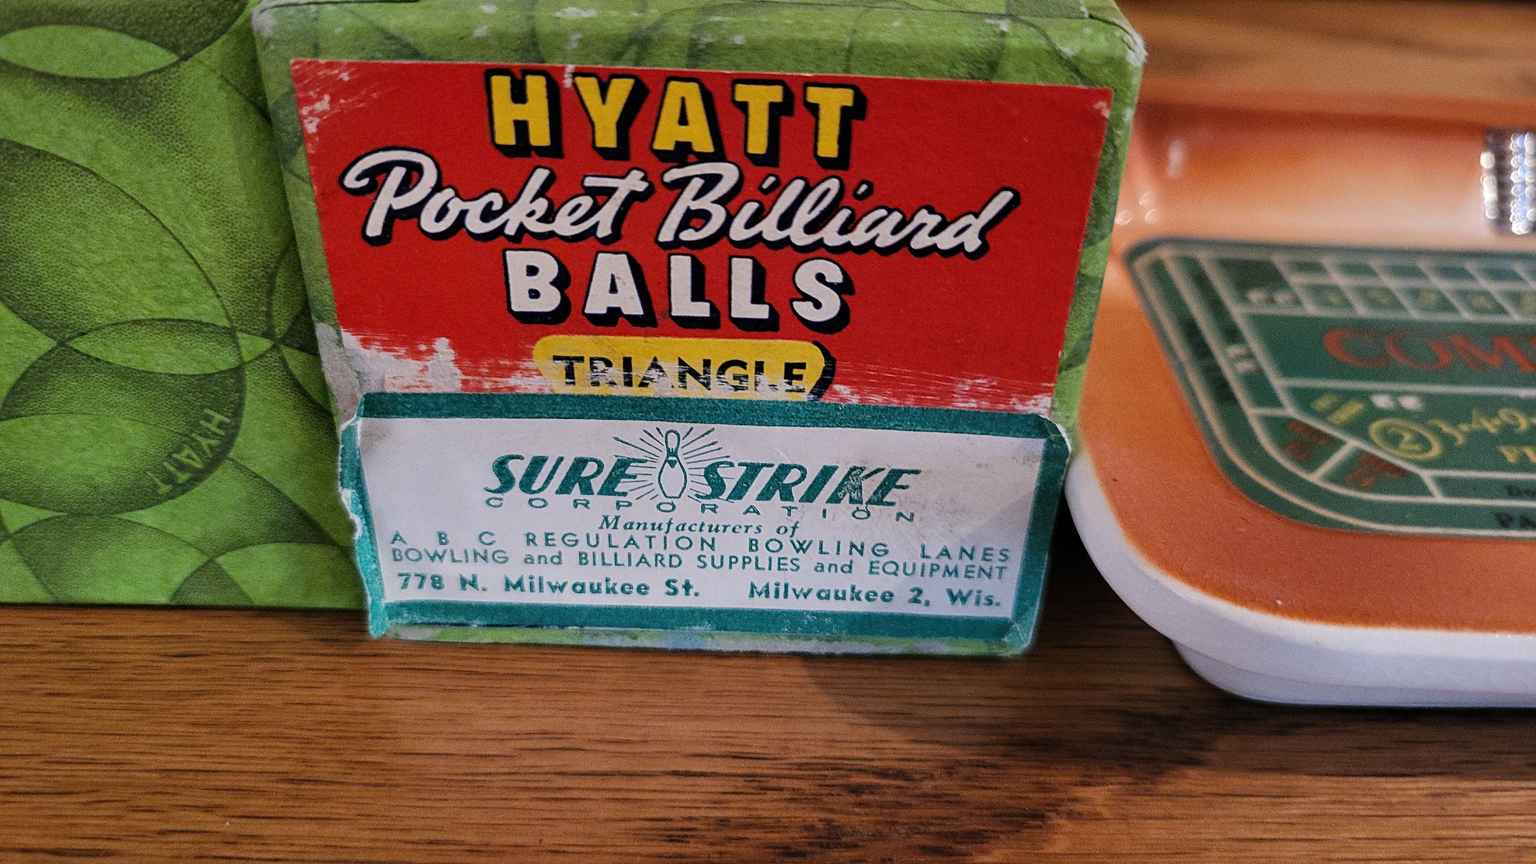 HYATT
Pocket Billiard
BALLS
TRIANGLE
SURE STRIKE
CORPORATION
Manufacturers of
A B C REGULATION BOWLING LANES
BOWLING and BILLIARD SUPPLIES and EQUIPMENT
778 N. Milwaukee St. Milwaukee 2, Wis.
HYATT